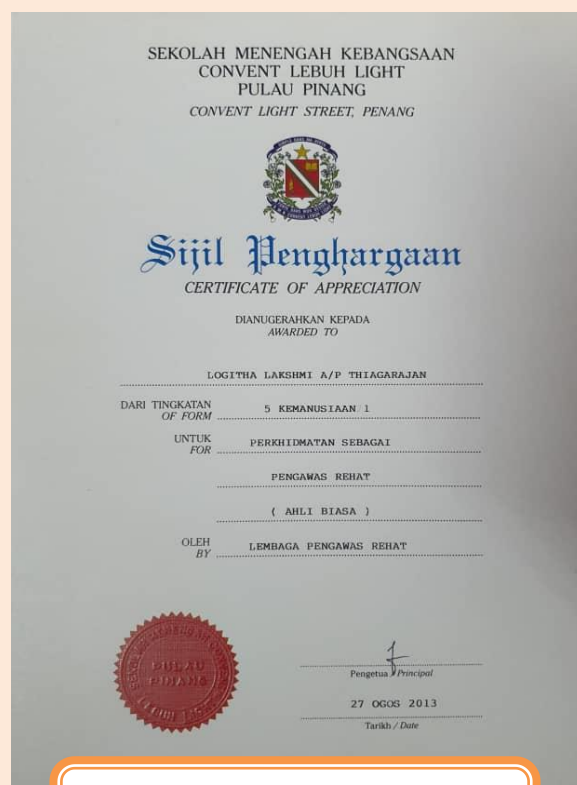 SEKOLAH MENENGAH KEBANGSAAN
CONVENT LEBUH LIGHT
PULAU PINANG
CONVENT LIGHT STREET, PENANG
Sijil Penghargaan
CERTIFICATE OF APPRECIATION
DIANUGERAHKAN KEPADA
AWARDED TO
LOGITHA LAKSHMI A/P THIAGARAJAN
DARI TINGKATAN
OF FORM
5 KEMANUSIAAN 1
UNTUK
FOR
PERKHIDMATAN SEBAGAI
PENGAWAS REHAT
( AHLI BIASA )
OLEH
BY
LEMBAGA PENGAWAS REHAT
PULAU
PINANG
Pengetua / Principal
27 OGOS 2013
Tarikh / Date